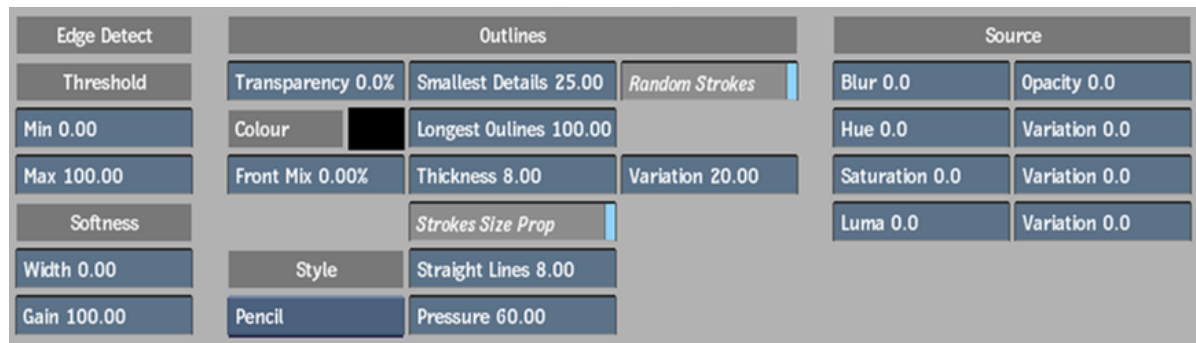 Edge Detect
Outlines
Source
Threshold
Transparency 0.0%
Smallest Details 25.00
Random Strokes
Blur 0.0
Opacity 0.0
Min 0.00
Colour
Longest Oulines 100.00
Hue 0.0
Variation 0.0
Max 100.00
Front Mix 0.00%
Thickness 8.00
Variation 20.00
Saturation 0.0
Variation 0.0
Softness
Strokes Size Prop
Luma 0.0
Variation 0.0
Width 0.00
Style
Straight Lines 8.00
Gain 100.00
Pencil
Pressure 60.00